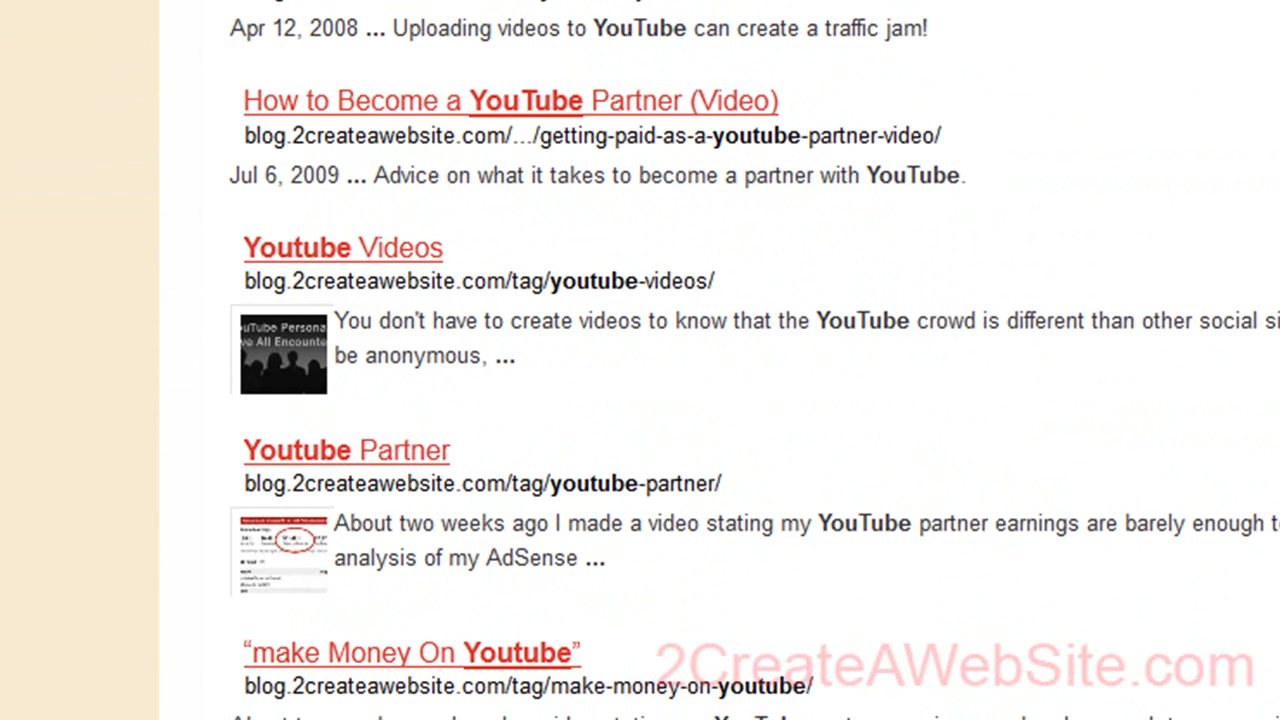 Apr 12, 2008 ... Uploading videos to YouTube can create a traffic jam!
How to Become a YouTube Partner (Video)
blog.2createawebsite.com/.../getting-paid-as-a-youtube-partner-video/
Jul 6, 2009 ... Advice on what it takes to become a partner with YouTube.
Youtube Videos
blog.2createawebsite.com/tag/youtube-videos/
uTube Persona
ve All Encounte
You don't have to create videos to know that the YouTube crowd is different than other social si
be anonymous, ...
Youtube Partner
blog.2createawebsite.com/tag/youtube-partner/
About two weeks ago I made a video stating my YouTube partner earnings are barely enough t
analysis of my AdSense ...
“make Money On Youtube”
2CreateAWebSite.com
blog.2createawebsite.com/tag/make-money-on-youtube/